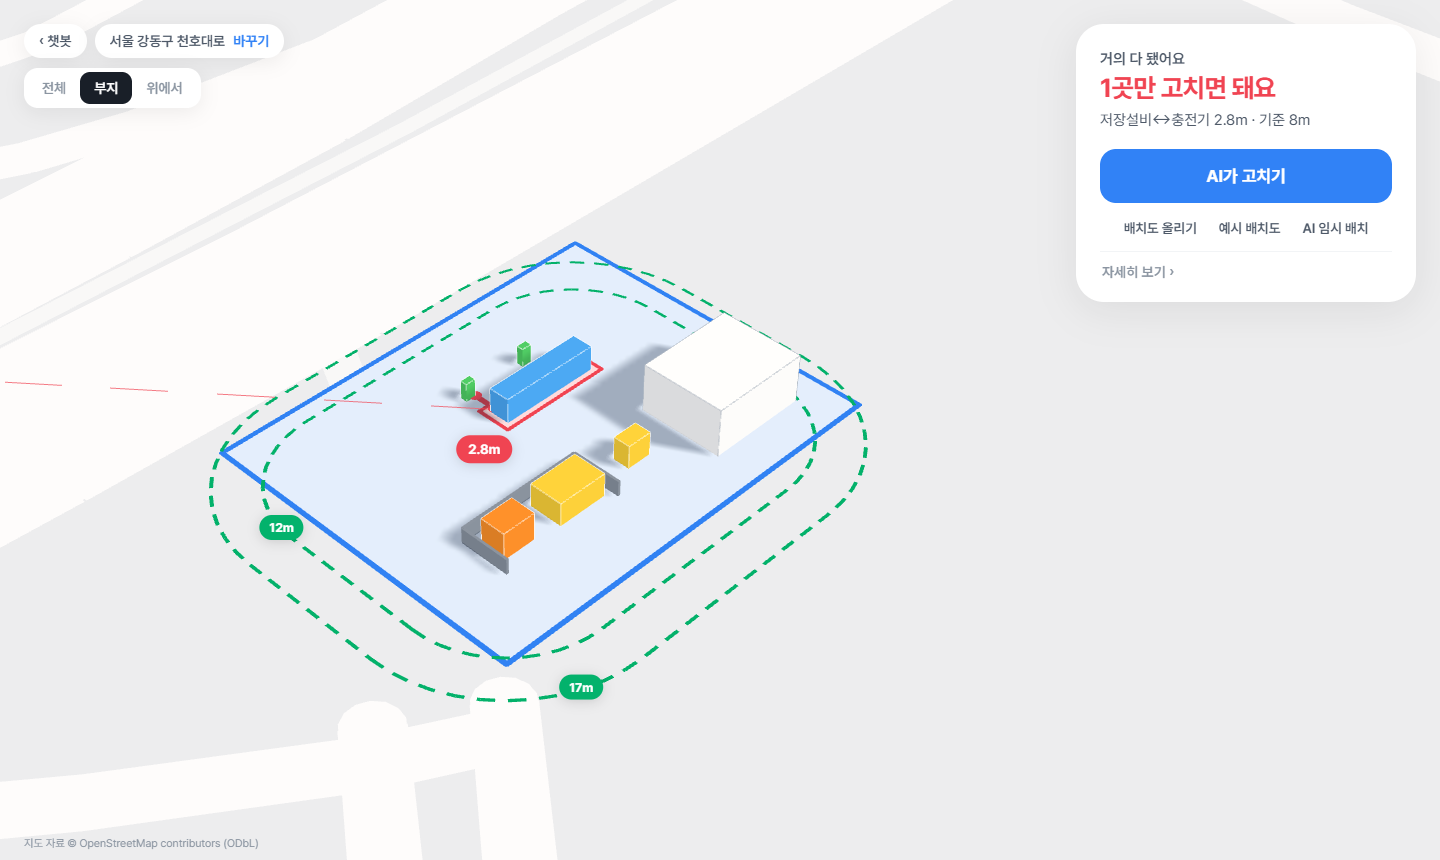 ‹ 챗봇
서울 강동구 천호대로 바꾸기
전체 부지 위에서
거의 다 됐어요
1곳만 고치면 돼요
저장설비↔충전기 2.8m · 기준 8m
AI가 고치기
배치도 올리기 예시 배치도 AI 임시 배치
자세히 보기 ›
2.8m
12m
17m
지도 자료 © OpenStreetMap contributors (ODbL)